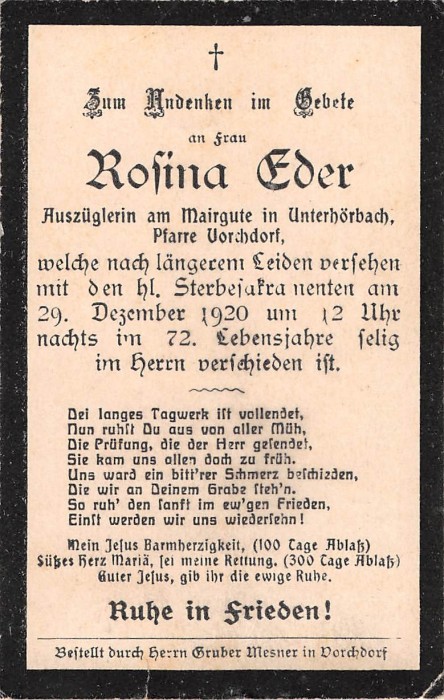 Zum Andenken im Gebete
an Frau
Rosina Eder
Auszüglerin am Mairgute in Unterhörbach,
Pfarre Vorchdorf,
welche nach längerem Leiden versehen
mit den hl. Sterbesakra nenten am
29. Dezember 1920 um 12 Uhr
nachts im 72. Lebensjahre selig
im Herrn verschieden ist.
Dei langes Tagwerk ist vollendet,
Nun ruhst Du aus von aller Müh,
Die Prüfung, die der Herr gesendet,
Sie kam uns allen doch zu früh.
Uns ward ein bitt'rer Schmerz beschieden,
Die wir an Deinem Grabe steh'n.
So ruh' den sanft im ew'gen Frieden,
Einst werden wir uns wiedersehn!
Mein Jesus Barmherzigkeit, (100 Tage Ablaß)
Süßes Herz Mariä, sei meine Rettung. (300 Tage Ablaß)
Guter Jesus, gib ihr die ewige Ruhe.
Ruhe in Frieden!
Bestellt durch Herrn Gruber Mesner in Vorchdorf